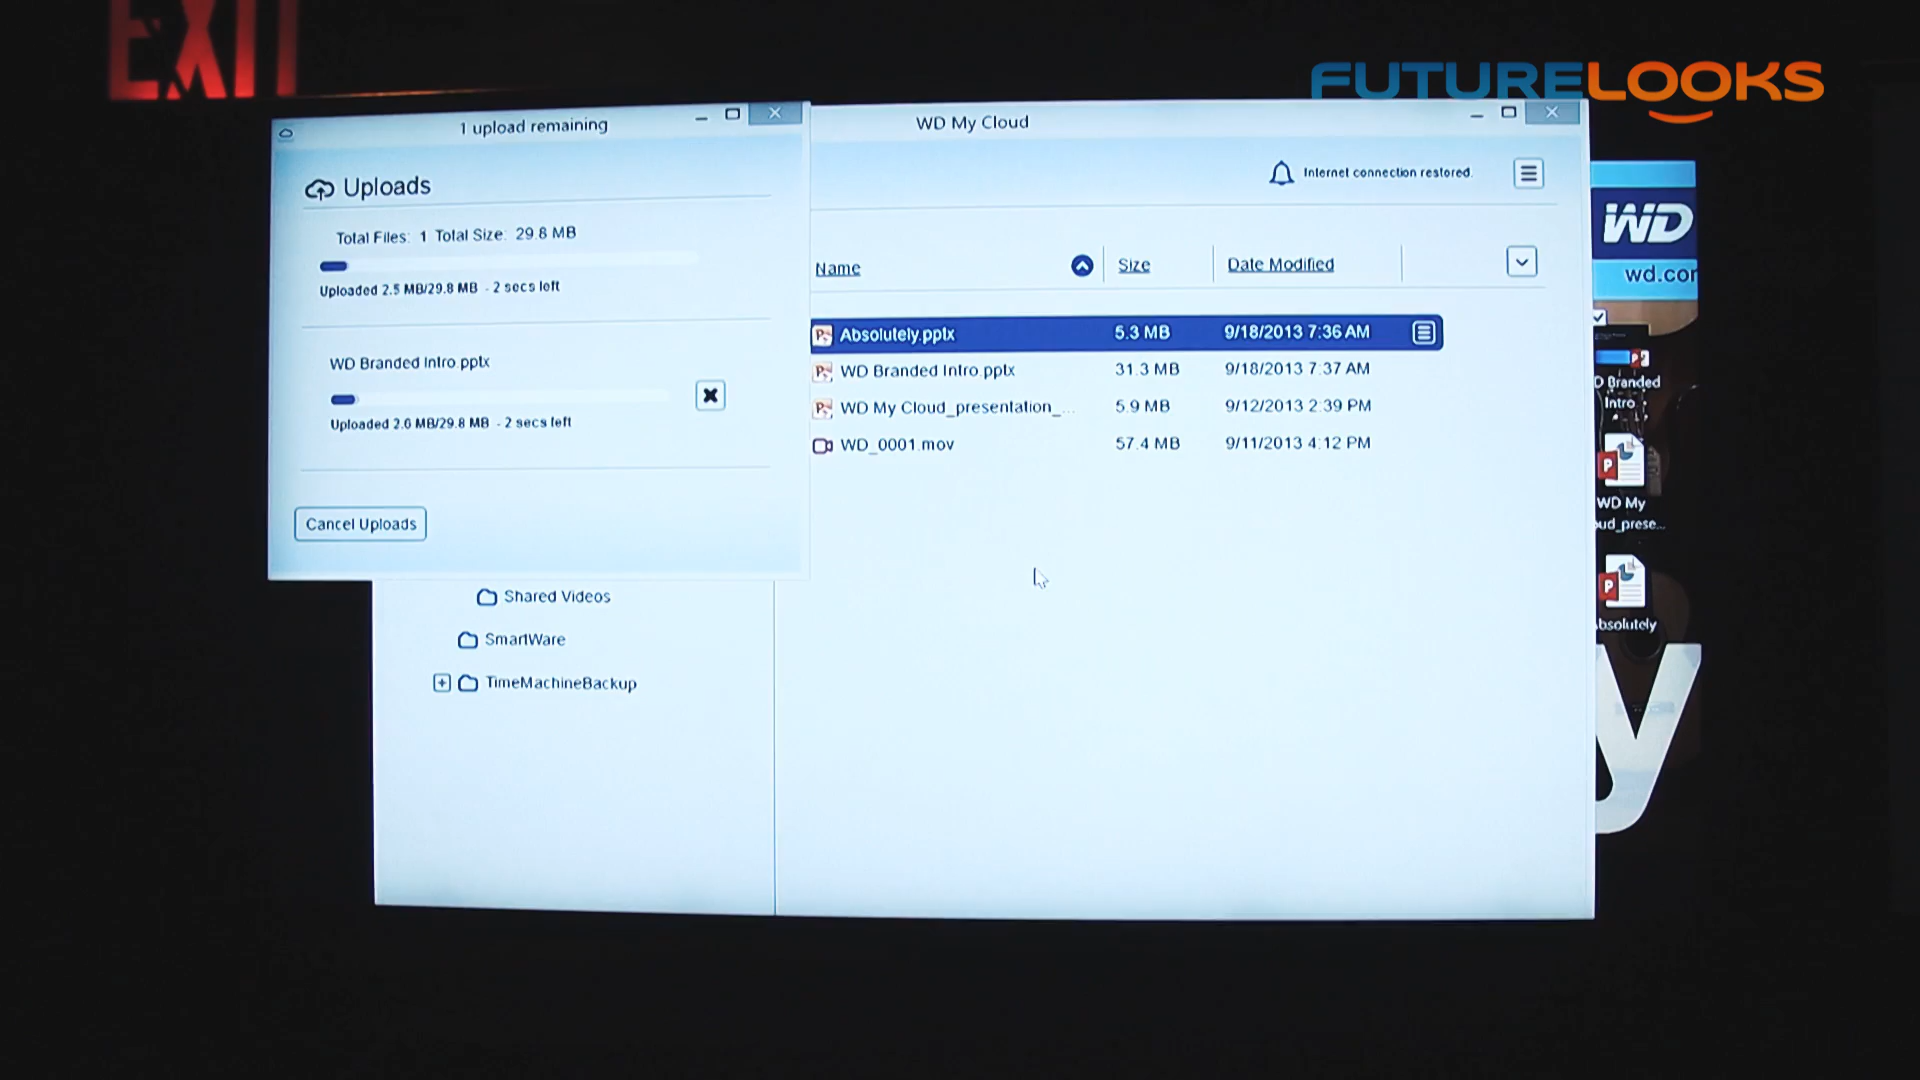 EXIT
FUTURELOOKS
1 upload remaining
Uploads
Total Files: 1 Total Size: 29.8 MB
Uploaded 2.5 MB/29.8 MB - 2 secs left
WD Branded Intro.pptx
Uploaded 2.6 MB/29.8 MB - 2 secs left
Cancel Uploads
Shared Videos
SmartWare
TimeMachineBackup
WD My Cloud
Internet connection restored.
Name Size Date Modified
Absolutely.pptx 5.3 MB 9/18/2013 7:36 AM
WD Branded Intro.pptx 31.3 MB 9/18/2013 7:37 AM
WD My Cloud_presentation_... 5.9 MB 9/12/2013 2:39 PM
WD_0001.mov 57.4 MB 9/11/2013 4:12 PM
WD
wd.com
D Branded
Intro
WD My
oud_prese...
Absolutely
y